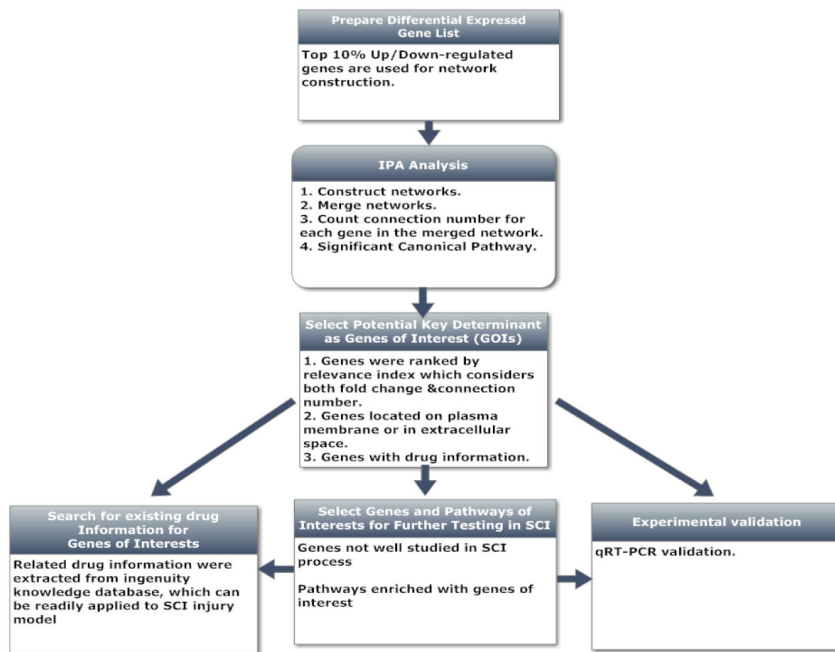 Prepare Differential Expressd
Gene List
Top 10% Up/Down-regulated
genes are used for network
construction.
IPA Analysis
1. Construct networks.
2. Merge networks.
3. Count connection number for
each gene in the merged network.
4. Significant Canonical Pathway.
Select Potential Key Determinant
as Genes of Interest (GOIs)
1. Genes were ranked by
relevance index which considers
both fold change &connection
number.
2. Genes located on plasma
membrane or in extracellular
space.
3. Genes with drug information.
Search for existing drug
Information for
Genes of Interests
Related drug information were
extracted from ingenuity
knowledge database, which can
be readily applied to SCI injury
model
Select Genes and Pathways of
Interests for Further Testing in SCI
Genes not well studied in SCI
process
Pathways enriched with genes of
interest
Experimental validation
qRT-PCR validation.